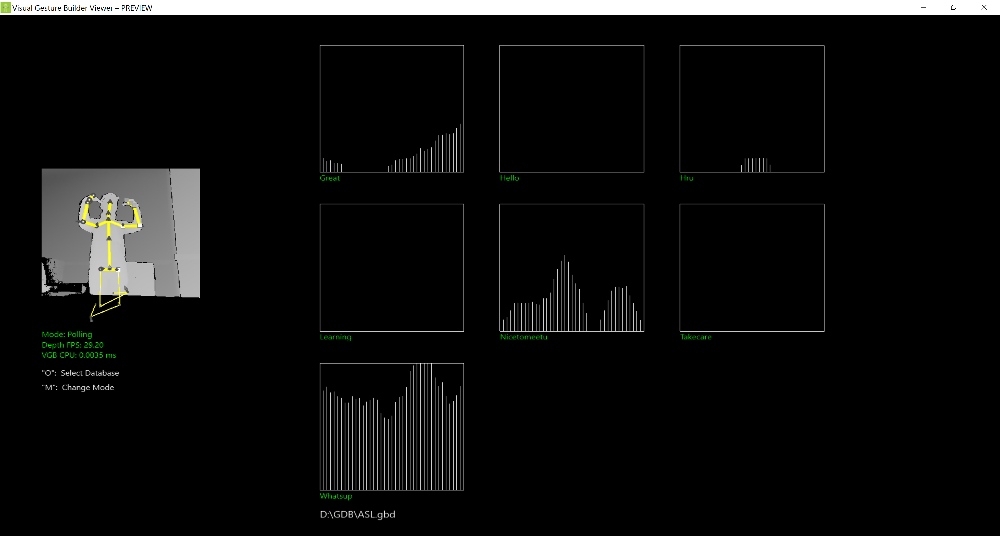 Visual Gesture Builder Viewer – PREVIEW
Great
Hello
Hru
Learning
Nicetomeetu
Takecare
Mode: Polling
Depth FPS: 29.20
VGB CPU: 0.0035 ms
"O": Select Database
"M": Change Mode
Whatsup
D:\GDB\ASL.gbd